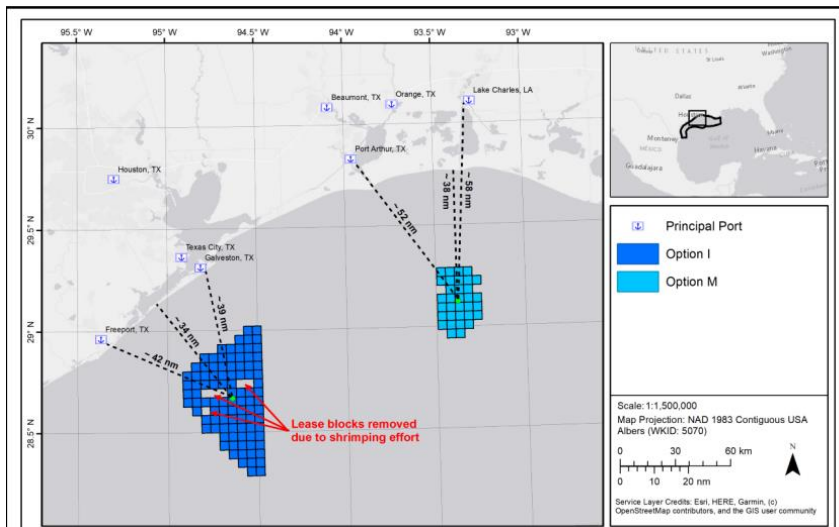 95.5°W 95°W 94.5°W 94°W 93.5°W 93°W
30°N
29.5°N
29°N
28.5°N
Beaumont, TX
Orange, TX
Lake Charles, LA
Port Arthur, TX
Houston, TX
Texas City, TX
Galveston, TX
Freeport, TX
~ 58 nm
~ 38 nm
~ 52 nm
~ 39 nm
~ 34 nm
~ 42 nm
Lease blocks removed
due to shrimping effort
UNITED STATES
Dallas
Houston
Monterrey
MÉXICO
Guadalajara
Havana
Principal Port
Option I
Option M
Scale: 1:1,500,000
Map Projection: NAD 1983 Contiguous USA
Albers (WKID: 5070)
N
0 30 60 km
0 10 20 nm
Service Layer Credits: Esri, HERE, Garmin, (c)
OpenStreetMap contributors, and the GIS user community